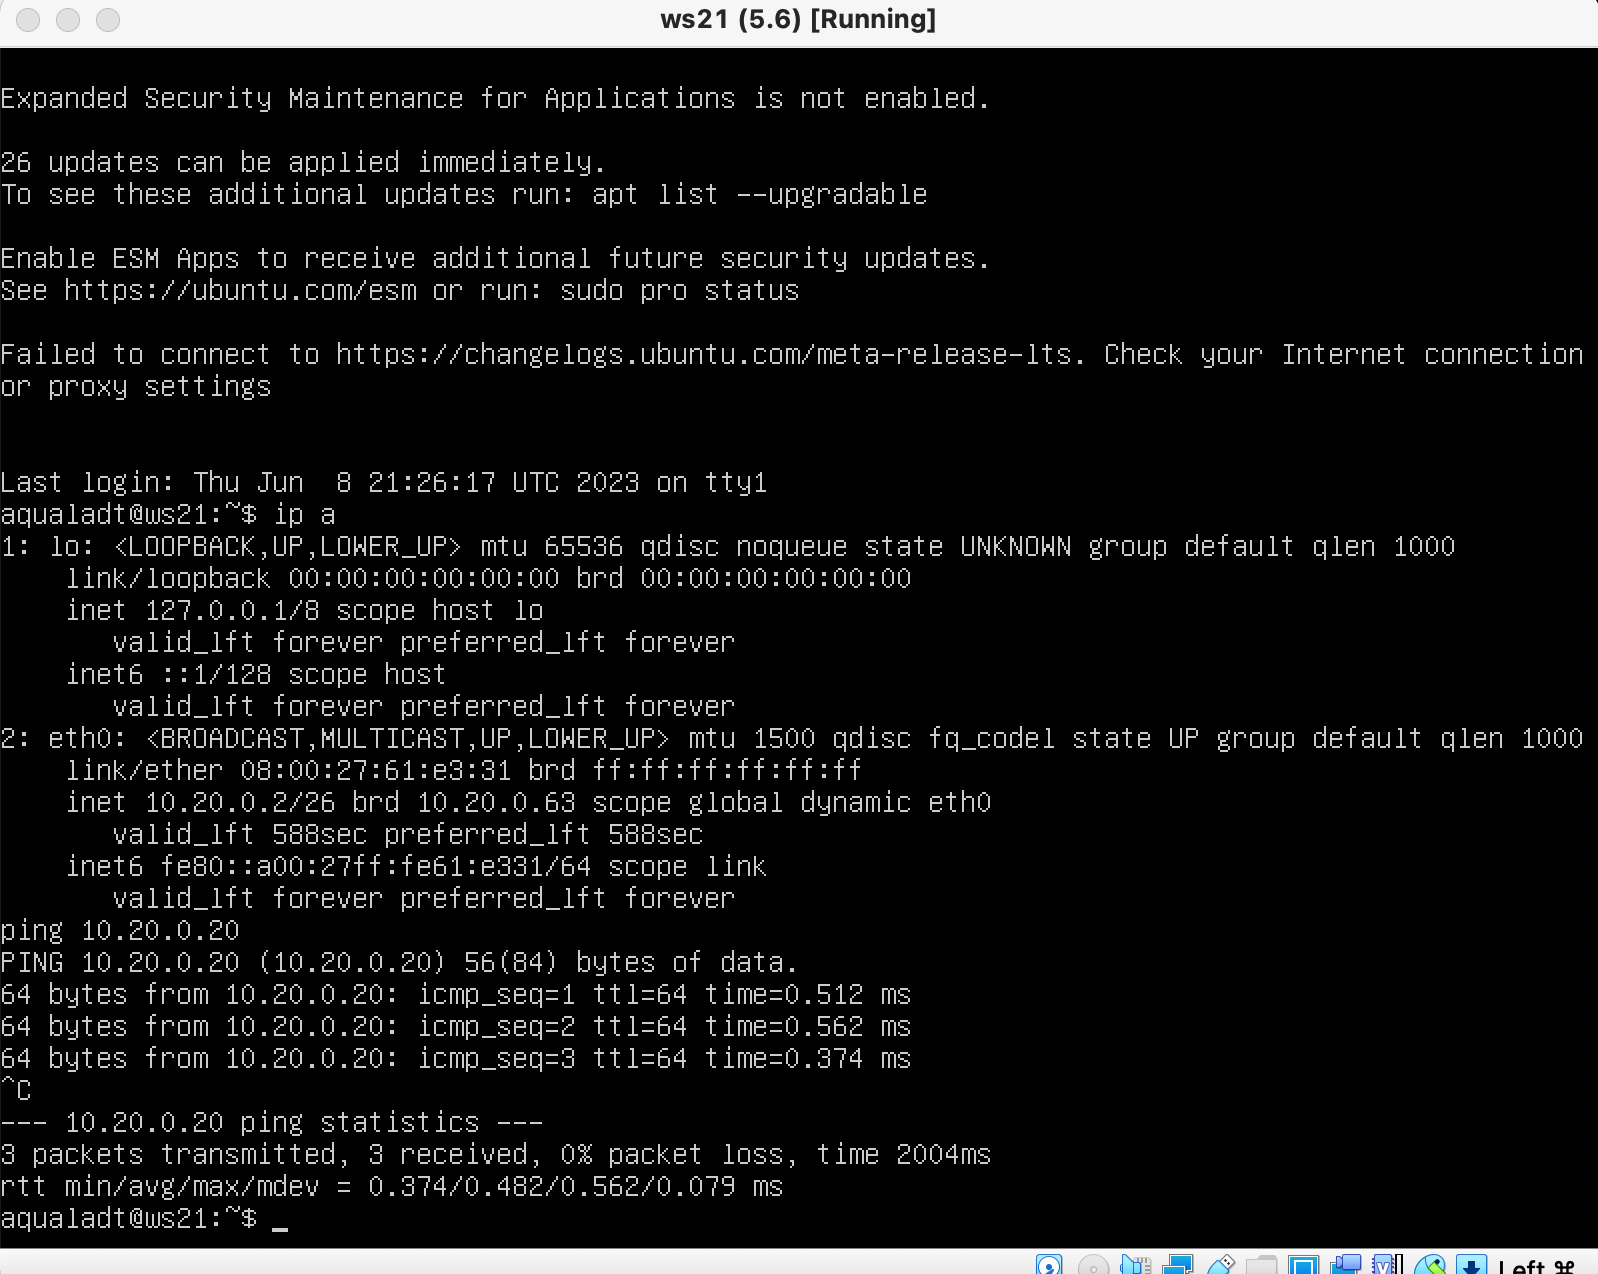 ws21 (5.6) [Running]
Expanded Security Maintenance for Applications is not enabled.
26 updates can be applied immediately.
To see these additional updates run: apt list --upgradable
Enable ESM Apps to receive additional future security updates.
See https://ubuntu.com/esm or run: sudo pro status
Failed to connect to https://changelogs.ubuntu.com/meta-release-lts. Check your Internet connection
or proxy settings
Last login: Thu Jun  8 21:26:17 UTC 2023 on tty1
aqualadt@ws21:~$ ip a
1: lo: <LOOPBACK,UP,LOWER_UP> mtu 65536 qdisc noqueue state UNKNOWN group default qlen 1000
    link/loopback 00:00:00:00:00:00 brd 00:00:00:00:00:00
    inet 127.0.0.1/8 scope host lo
       valid_lft forever preferred_lft forever
    inet6 ::1/128 scope host
       valid_lft forever preferred_lft forever
2: eth0: <BROADCAST,MULTICAST,UP,LOWER_UP> mtu 1500 qdisc fq_codel state UP group default qlen 1000
    link/ether 08:00:27:61:e3:31 brd ff:ff:ff:ff:ff:ff
    inet 10.20.0.2/26 brd 10.20.0.63 scope global dynamic eth0
       valid_lft 588sec preferred_lft 588sec
    inet6 fe80::a00:27ff:fe61:e331/64 scope link
       valid_lft forever preferred_lft forever
ping 10.20.0.20
PING 10.20.0.20 (10.20.0.20) 56(84) bytes of data.
64 bytes from 10.20.0.20: icmp_seq=1 ttl=64 time=0.512 ms
64 bytes from 10.20.0.20: icmp_seq=2 ttl=64 time=0.562 ms
64 bytes from 10.20.0.20: icmp_seq=3 ttl=64 time=0.374 ms
^C
--- 10.20.0.20 ping statistics ---
3 packets transmitted, 3 received, 0% packet loss, time 2004ms
rtt min/avg/max/mdev = 0.374/0.482/0.562/0.079 ms
aqualadt@ws21:~$ _
Left ⌘